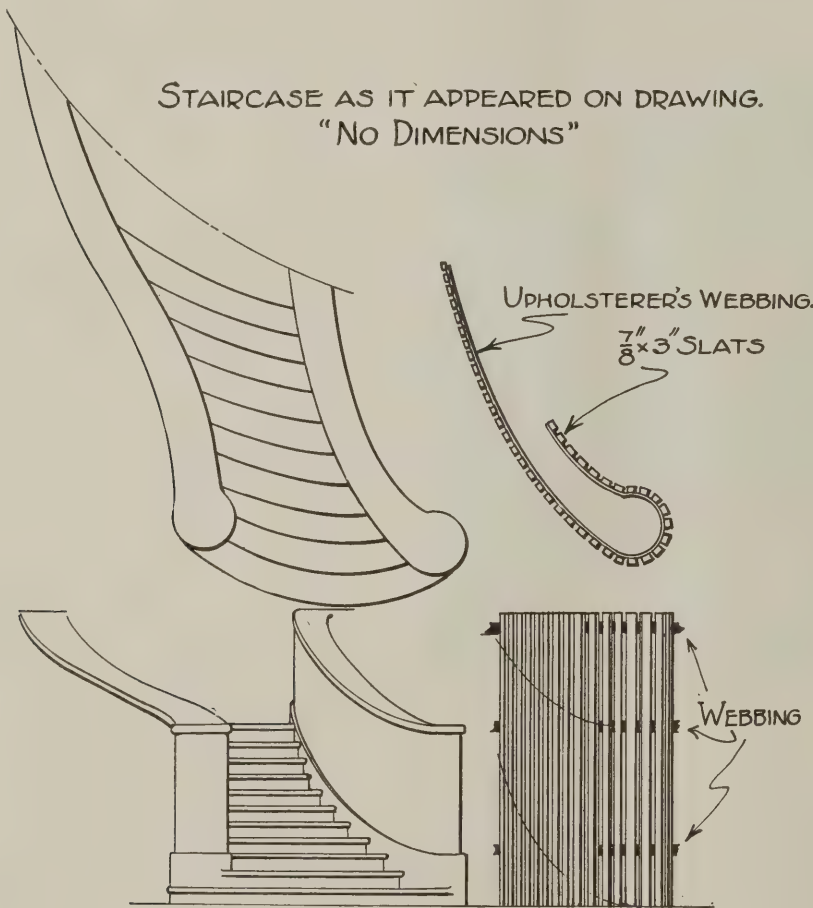 STAIRCASE AS IT APPEARED ON DRAWING.
"NO DIMENSIONS"
UPHOLSTERER'S WEBBING.
7/8" x 3" SLATS
WEBBING